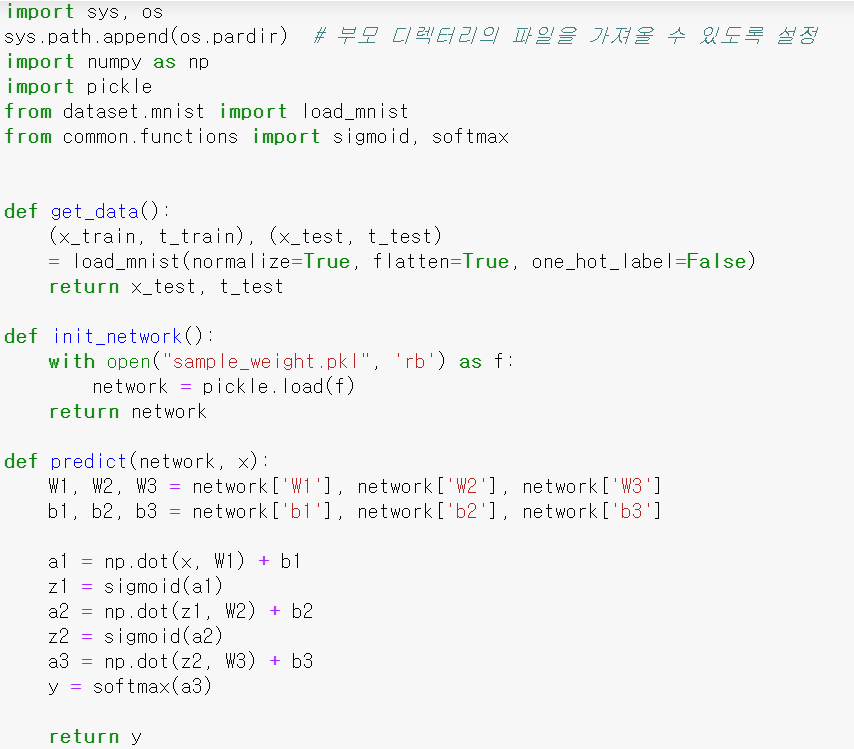 import sys, os
sys.path.append(os.pardir)  # 부모 디렉터리의 파일을 가져올 수 있도록 설정
import numpy as np
import pickle
from dataset.mnist import load_mnist
from common.functions import sigmoid, softmax
def get_data():
    (x_train, t_train), (x_test, t_test)
    = load_mnist(normalize=True, flatten=True, one_hot_label=False)
    return x_test, t_test
def init_network():
    with open("sample_weight.pkl", 'rb') as f:
        network = pickle.load(f)
    return network
def predict(network, x):
    W1, W2, W3 = network['W1'], network['W2'], network['W3']
    b1, b2, b3 = network['b1'], network['b2'], network['b3']
    a1 = np.dot(x, W1) + b1
    z1 = sigmoid(a1)
    a2 = np.dot(z1, W2) + b2
    z2 = sigmoid(a2)
    a3 = np.dot(z2, W3) + b3
    y = softmax(a3)
    return y